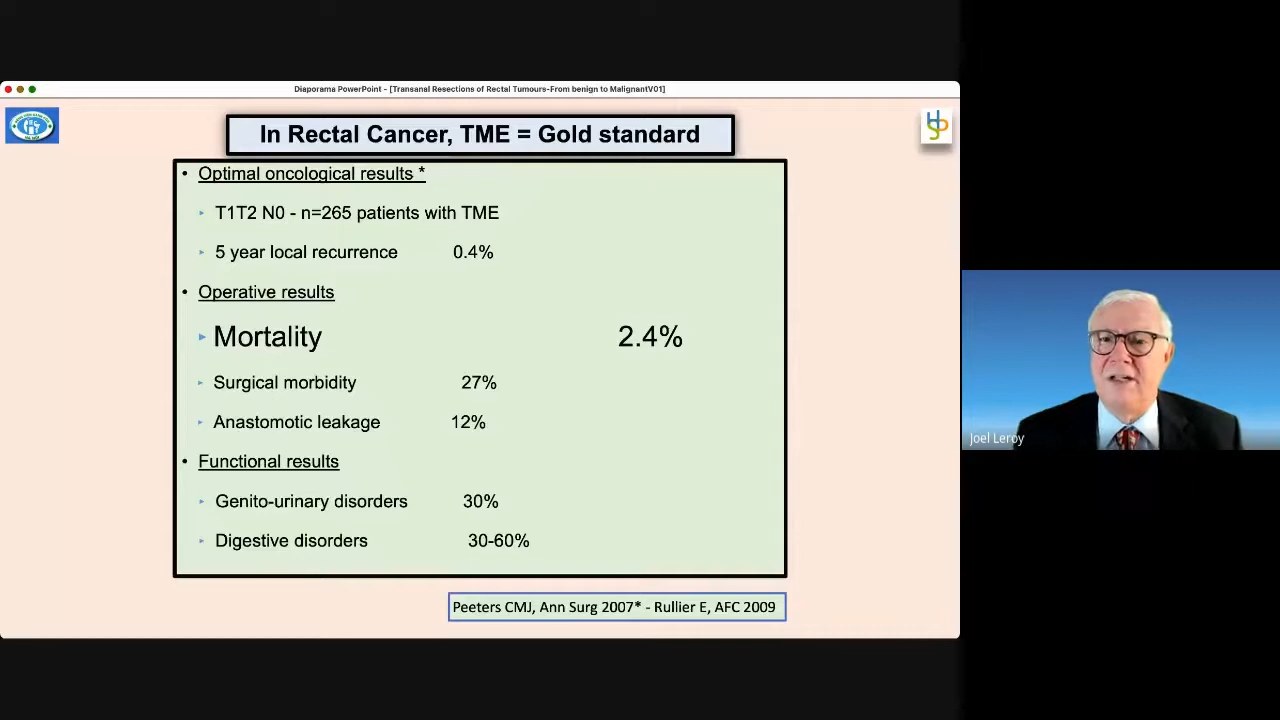 Diaporama PowerPoint - [Transanal Resections of Rectal Tumours-From benign to MalignantV01]
In Rectal Cancer, TME = Gold standard
• Optimal oncological results *
▸ T1T2 N0 - n=265 patients with TME
▸ 5 year local recurrence 0.4%
• Operative results
▸ Mortality 2.4%
▸ Surgical morbidity 27%
▸ Anastomotic leakage 12%
• Functional results
▸ Genito-urinary disorders 30%
▸ Digestive disorders 30-60%
Peeters CMJ, Ann Surg 2007* - Rullier E, AFC 2009
Joel Leroy